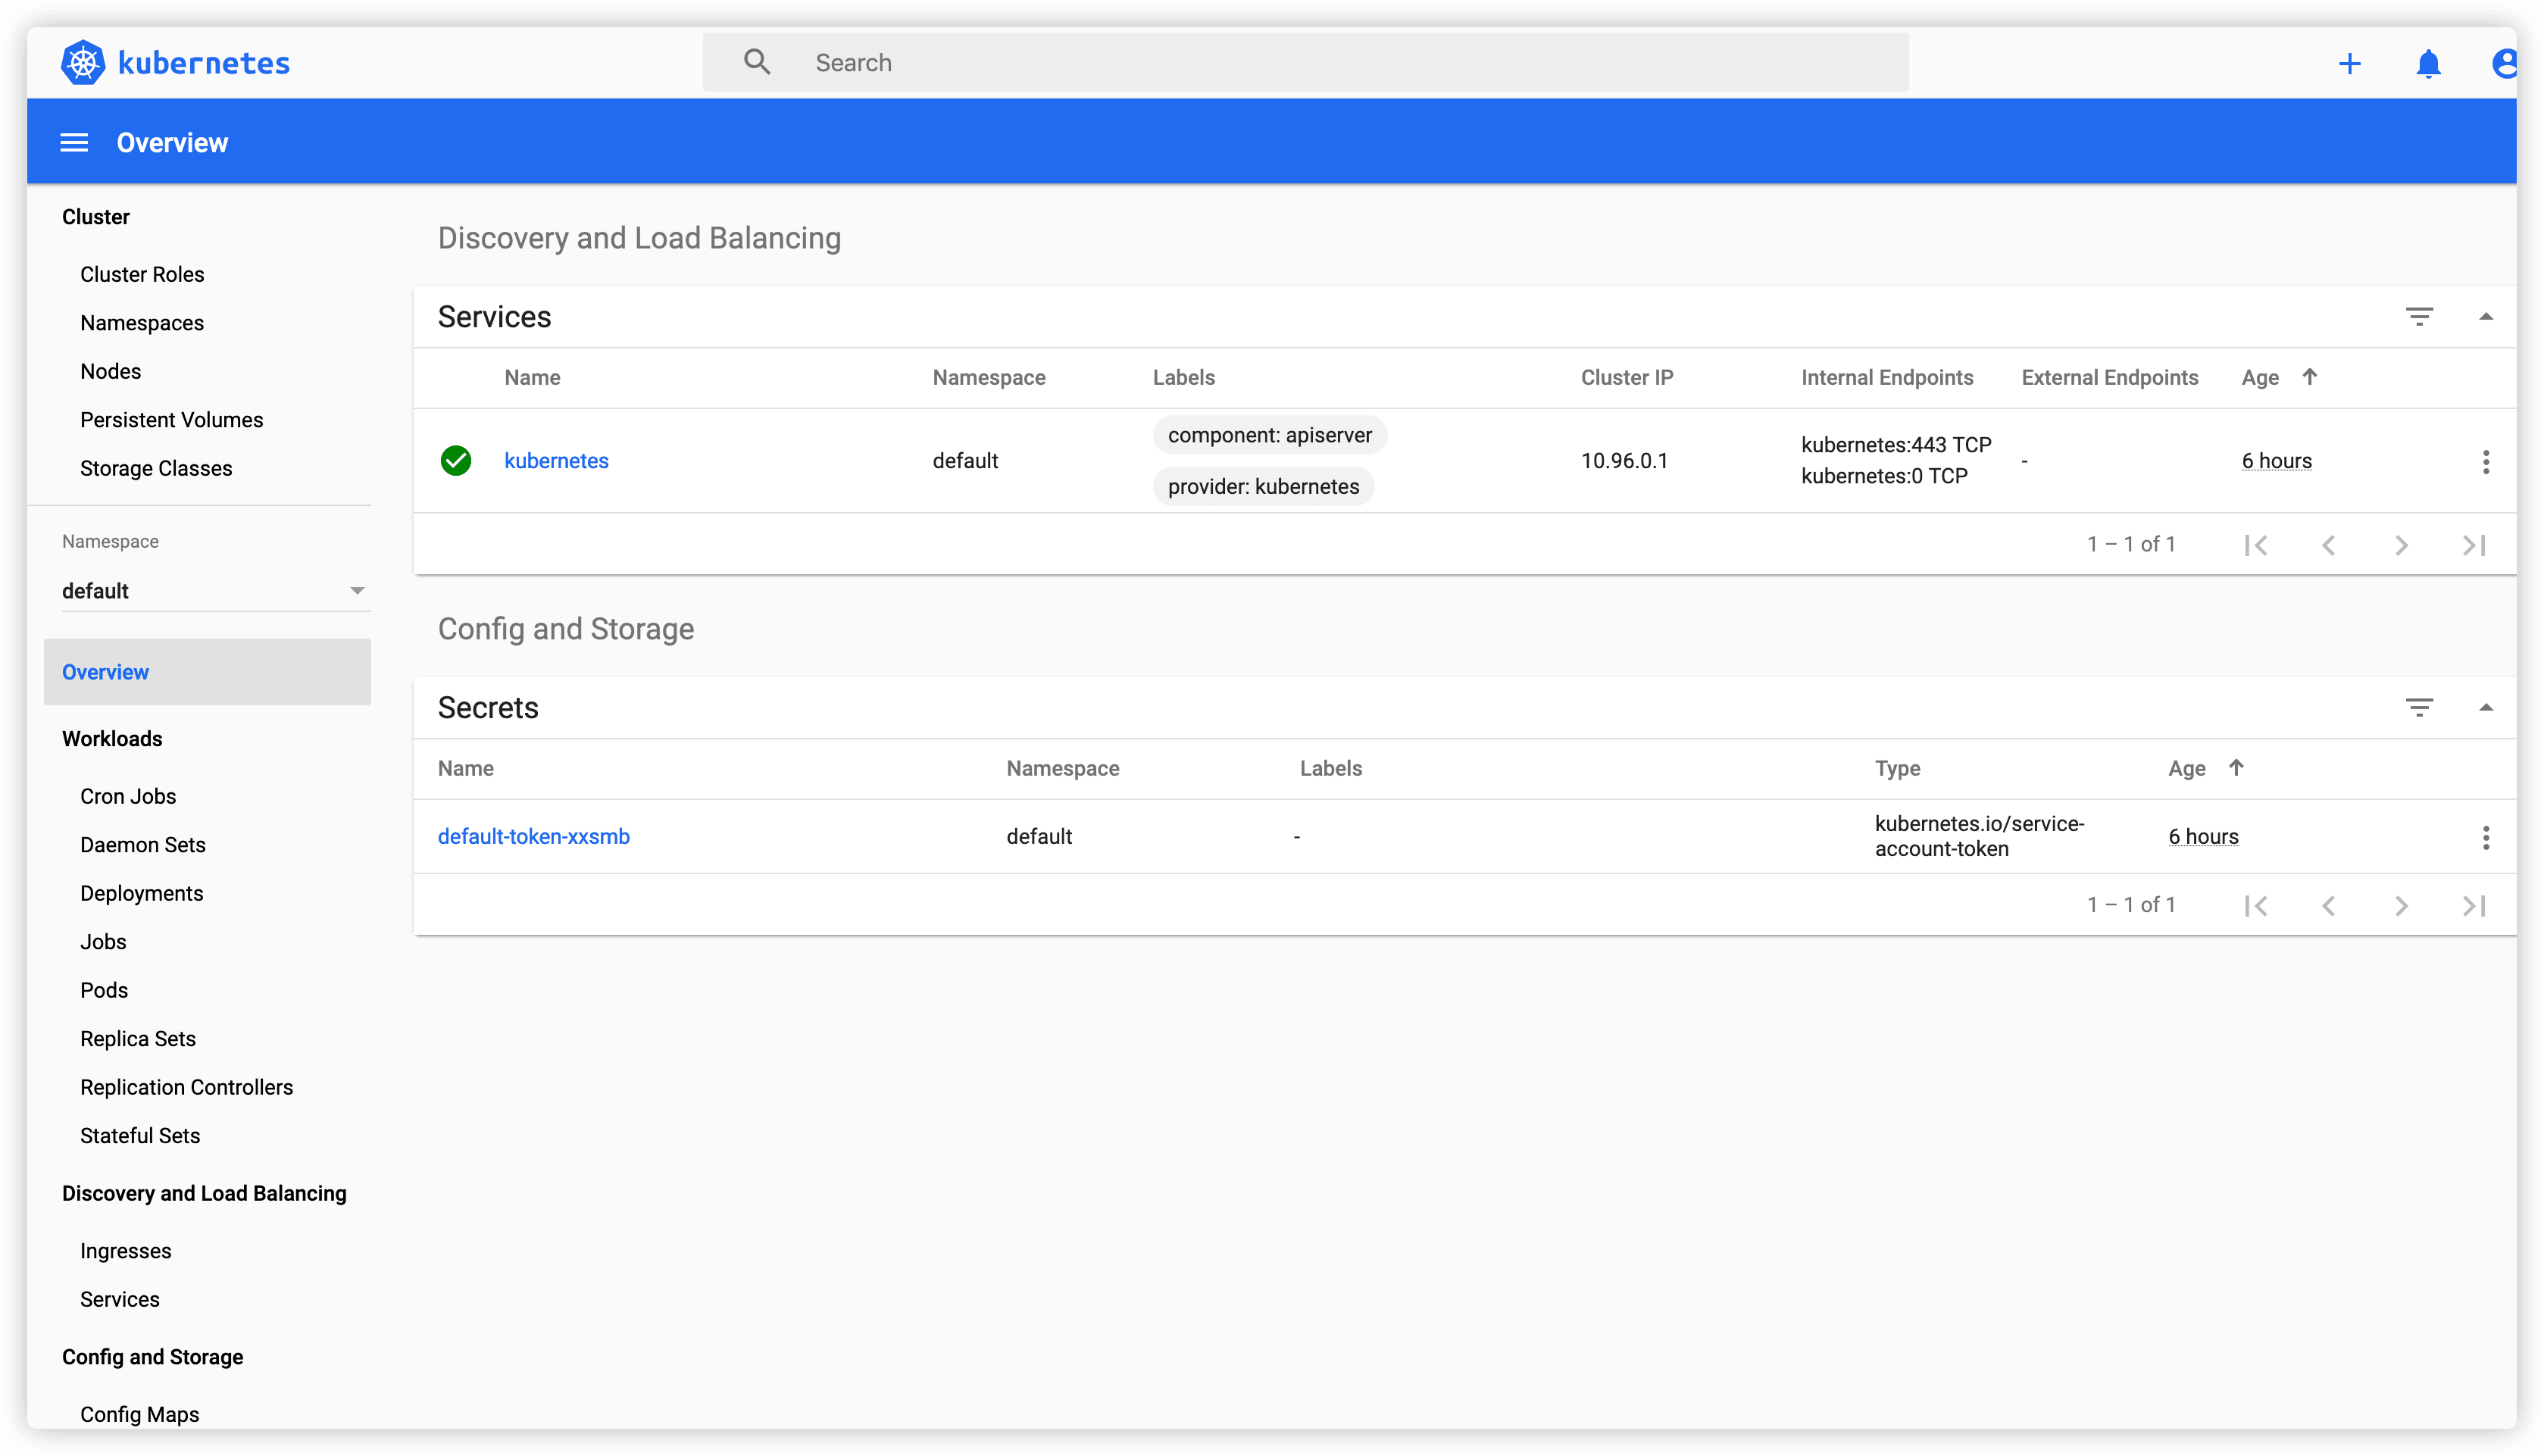 kubernetes
Search
Overview
Cluster
Cluster Roles
Namespaces
Nodes
Persistent Volumes
Storage Classes
Namespace
default
Overview
Workloads
Cron Jobs
Daemon Sets
Deployments
Jobs
Pods
Replica Sets
Replication Controllers
Stateful Sets
Discovery and Load Balancing
Ingresses
Services
Config and Storage
Config Maps
Discovery and Load Balancing
Services
Name Namespace Labels Cluster IP Internal Endpoints External Endpoints Age
kubernetes default component: apiserver provider: kubernetes 10.96.0.1 kubernetes:443 TCP kubernetes:0 TCP - 6 hours
1 – 1 of 1
Config and Storage
Secrets
Name Namespace Labels Type Age
default-token-xxsmb default - kubernetes.io/service-account-token 6 hours
1 – 1 of 1